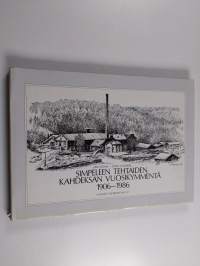 SIMPELEEN TEHTAIDEN
KAHDEKSAN VUOSIKYMMENTÄ
1906–1986